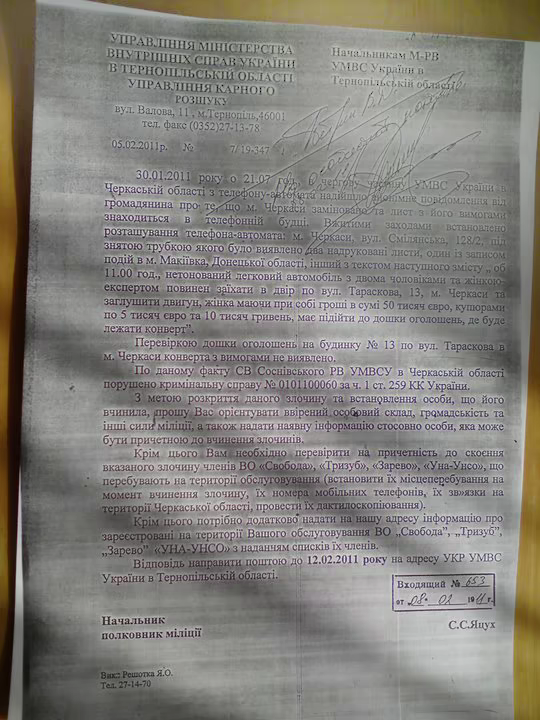 УПРАВЛІННЯ МІНІСТЕРСТВА
ВНУТРІШНІХ СПРАВ УКРАЇНИ
В ТЕРНОПІЛЬСЬКІЙ ОБЛАСТІ
УПРАВЛІННЯ КАРНОГО
РОЗШУКУ
вул. Валова, 11 , м.Тернопіль,46001
тел. факс (0352)27-13-78
05.02.2011р. № 7/19-347
Начальникам М-РВ
УМВС України в
Тернопільській області
30.01.2011 року о 21.07 год., чергову частину УМВС України в
Черкаській області з телефону-автомата надійшло анонімне повідомлення від
громадянина про те, що м. Черкаси заміновано та лист з його вимогами
знаходиться в телефонній будці. Вжитими заходами встановлено
розташування телефона-автомата: м. Черкаси, вул. Смілянська, 128/2, під
знятою трубкою якого було виявлено два надруковані листи, один із записом
подій в м. Макіївка, Донецької області, інший з текстом наступного змісту „ об
11.00 год., нетонований легковий автомобіль з двома чоловіками та жінкою-
експертом повинен заїхати в двір по вул. Тараскова, 13, м. Черкаси та
заглушити двигун, жінка маючи при собі гроші в сумі 50 тисяч євро, купюрами
по 5 тисяч євро та 10 тисяч гривень, має підійти до дошки оголошень, де буде
лежати конверт”.
Перевіркою дошки оголошень на будинку № 13 по вул. Тараскова в
м. Черкаси конверта з вимогами не виявлено.
По даному факту СВ Соснівського РВ УМВСУ в Черкаській області
порушено кримінальну справу № 0101100060 за ч. 1 ст. 259 КК України.
З метою розкриття даного злочину та встановлення особи, що його
вчинила, прошу Вас орієнтувати ввірений особовий склад, громадськість та
інші сили міліції, а також надати наявну інформацію стосовно особи, яка може
бути причетною до вчинення злочинів.
Крім цього Вам необхідно перевірити на причетність до скоєння
вказаного злочину членів ВО «Свобода», «Тризуб», «Зарево», «Уна-Унсо», що
перебувають на території обслуговування (встановити їх місцеперебування на
момент вчинення злочину, їх номера мобільних телефонів, їх зв»язки на
території Черкаської області, провести їх дактилоскопіювання).
Крім цього потрібно додатково надати на нашу адресу інформацію про
зареєстровані на території Вашого обслуговування ВО „Свобода”, „Тризуб”,
„Зарево” «УНА-УНСО» з наданням списків їх членів.
Відповідь направити поштою до 12.02.2011 року на адресу УКР УМВС
України в Тернопільській області.
Входящий № 653
от „08“ 02 1911 г.
Начальник
полковник міліції
С.С.Яцух
Вик: Решотка Я.О.
Тел. 27-14-70